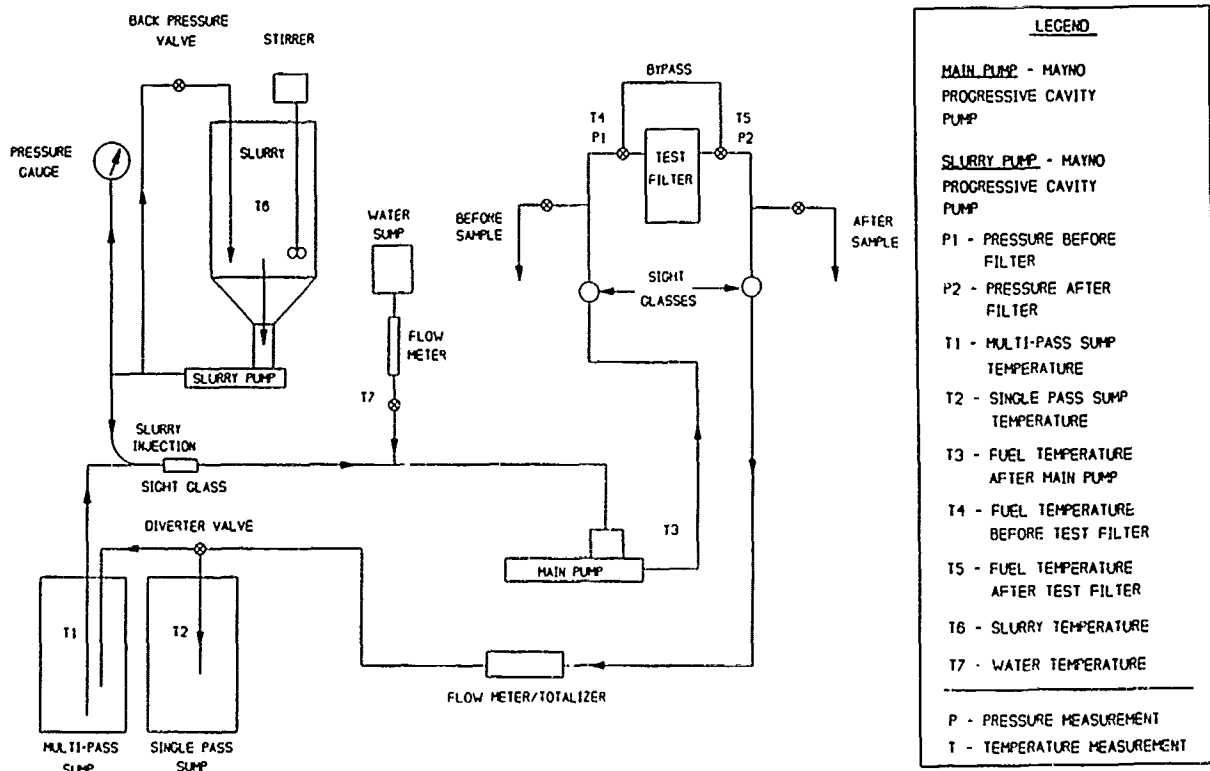 BACK PRESSURE
VALVE
STIRRER
PRESSURE
GAUGE
SLURRY
T6
SLURRY PUMP
WATER
SUMP
FLOW
METER
T7
SLURRY
INJECTION
SIGHT GLASS
DIVERTER VALVE
T1
T2
MULTI-PASS
SUMP
SINGLE PASS
SUMP
BYPASS
T4
P1
T5
P2
TEST
FILTER
BEFORE
SAMPLE
AFTER
SAMPLE
SIGHT
GLASSES
T3
MAIN PUMP
FLOW METER/TOTALIZER
LEGEND
MAIN PUMP - MAYNO
PROGRESSIVE CAVITY
PUMP
SLURRY PUMP - MAYNO
PROGRESSIVE CAVITY
PUMP
P1 - PRESSURE BEFORE
FILTER
P2 - PRESSURE AFTER
FILTER
T1 - MULTI-PASS SUMP
TEMPERATURE
T2 - SINGLE PASS SUMP
TEMPERATURE
T3 - FUEL TEMPERATURE
AFTER MAIN PUMP
T4 - FUEL TEMPERATURE
BEFORE TEST FILTER
T5 - FUEL TEMPERATURE
AFTER TEST FILTER
T6 - SLURRY TEMPERATURE
T7 - WATER TEMPERATURE
P - PRESSURE MEASUREMENT
T - TEMPERATURE MEASUREMENT